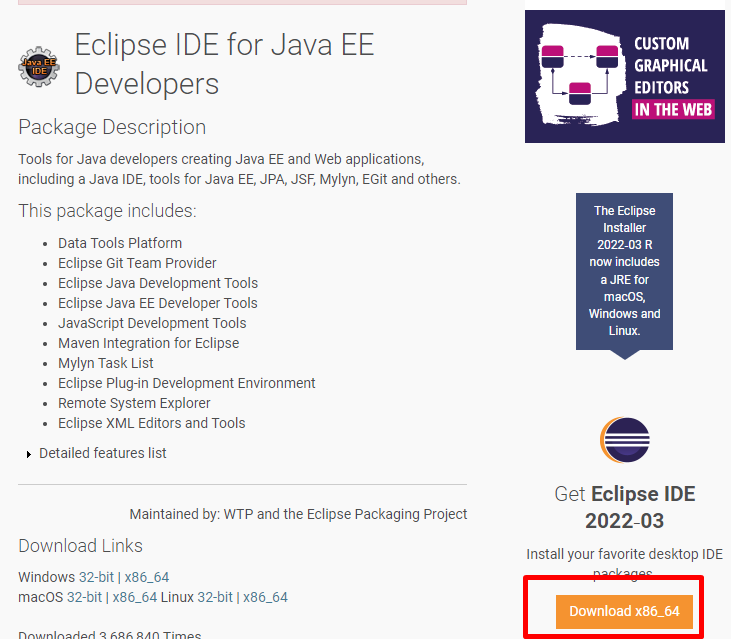 Java EE
IDE
Eclipse IDE for Java EE
Developers
Package Description
Tools for Java developers creating Java EE and Web applications,
including a Java IDE, tools for Java EE, JPA, JSF, Mylyn, EGit and others.
This package includes:
Data Tools Platform
Eclipse Git Team Provider
Eclipse Java Development Tools
Eclipse Java EE Developer Tools
JavaScript Development Tools
Maven Integration for Eclipse
Mylyn Task List
Eclipse Plug-in Development Environment
Remote System Explorer
Eclipse XML Editors and Tools
Detailed features list
Maintained by: WTP and the Eclipse Packaging Project
Download Links
Windows 32-bit | x86_64
macOS 32-bit | x86_64 Linux 32-bit | x86_64
Downloaded 3,686,840 Times
CUSTOM
GRAPHICAL
EDITORS
IN THE WEB
The Eclipse
Installer
2022-03 R
now includes
a JRE for
macOS,
Windows and
Linux.
Get Eclipse IDE
2022-03
Install your favorite desktop IDE
packages.
Download x86_64